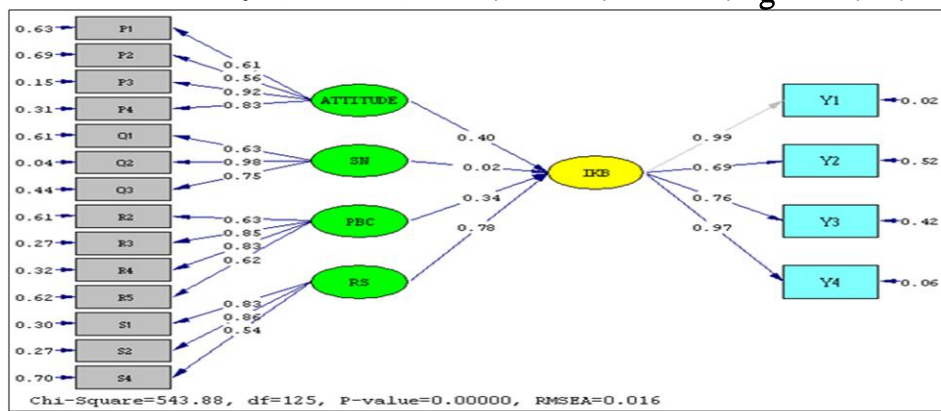 0.63 P1
0.69 P2
0.15 P3
0.31 P4
0.61 Q1
0.04 Q2
0.44 Q3
0.61 R2
0.27 R3
0.32 R4
0.62 R5
0.30 S1
0.27 S2
0.70 S4
0.61
0.56
0.92
0.83
0.63
0.98
0.75
0.63
0.85
0.83
0.62
0.83
0.86
0.54
ATTITUDE
SN
PBC
RS
0.40
0.02
0.34
0.78
IKB
0.99
0.69
0.76
0.97
Y1 0.02
Y2 0.52
Y3 0.42
Y4 0.06
Chi-Square=543.88, df=125, P-value=0.00000, RMSEA=0.016